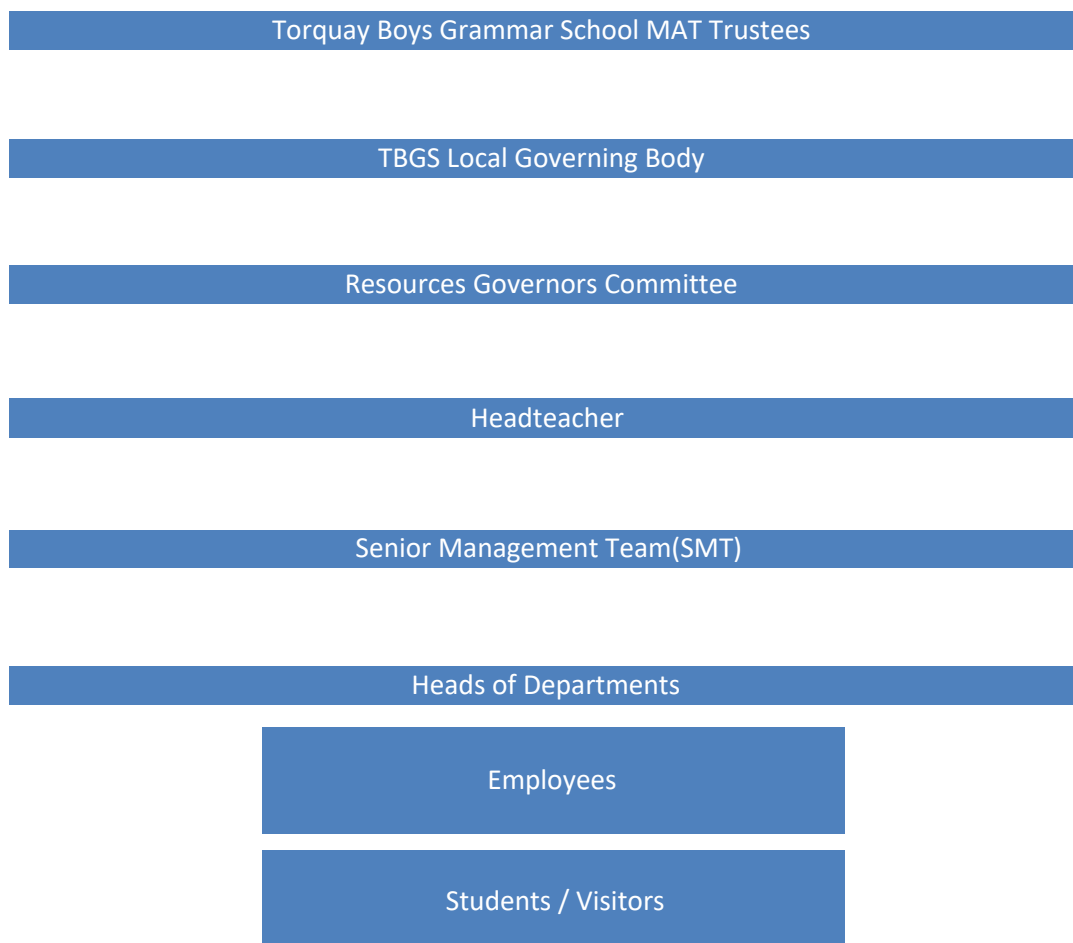 Torquay Boys Grammar School MAT Trustees
TBGS Local Governing Body
Resources Governors Committee
Headteacher
Senior Management Team(SMT)
Heads of Departments
Employees
Students / Visitors